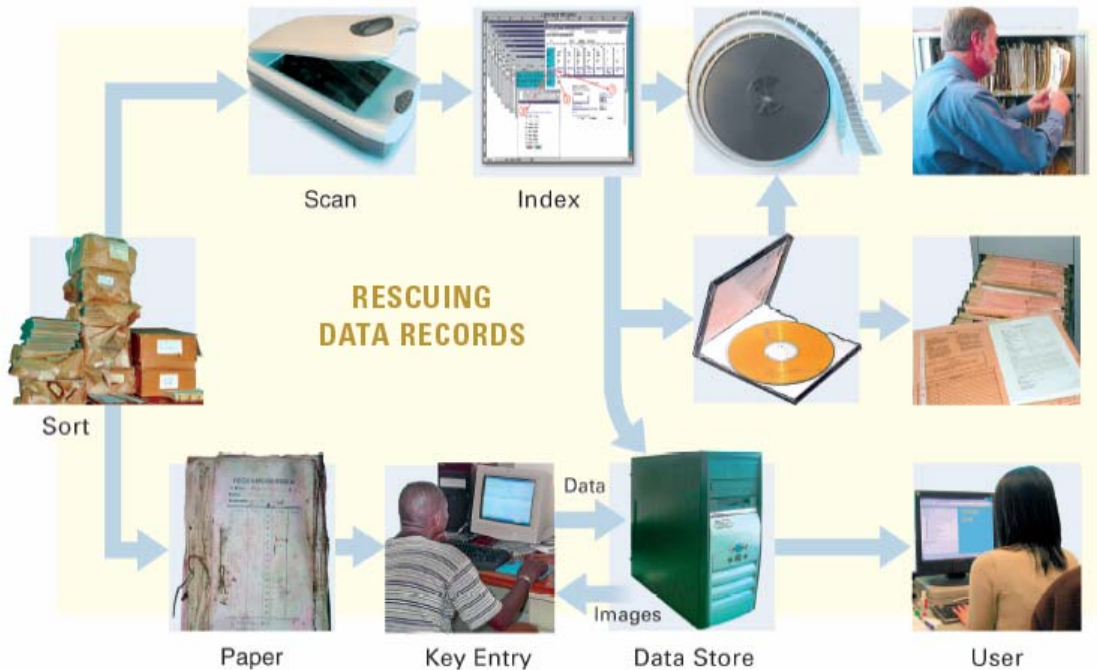 Scan
Index
RESCUING
DATA RECORDS
Sort
Data
Images
Paper
Key Entry
Data Store
User